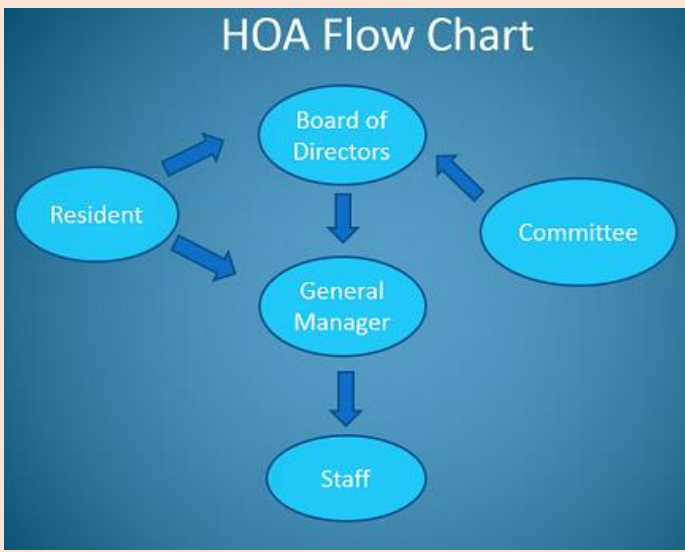 HOA Flow Chart
Board of
Directors
Resident
Committee
General
Manager
Staff